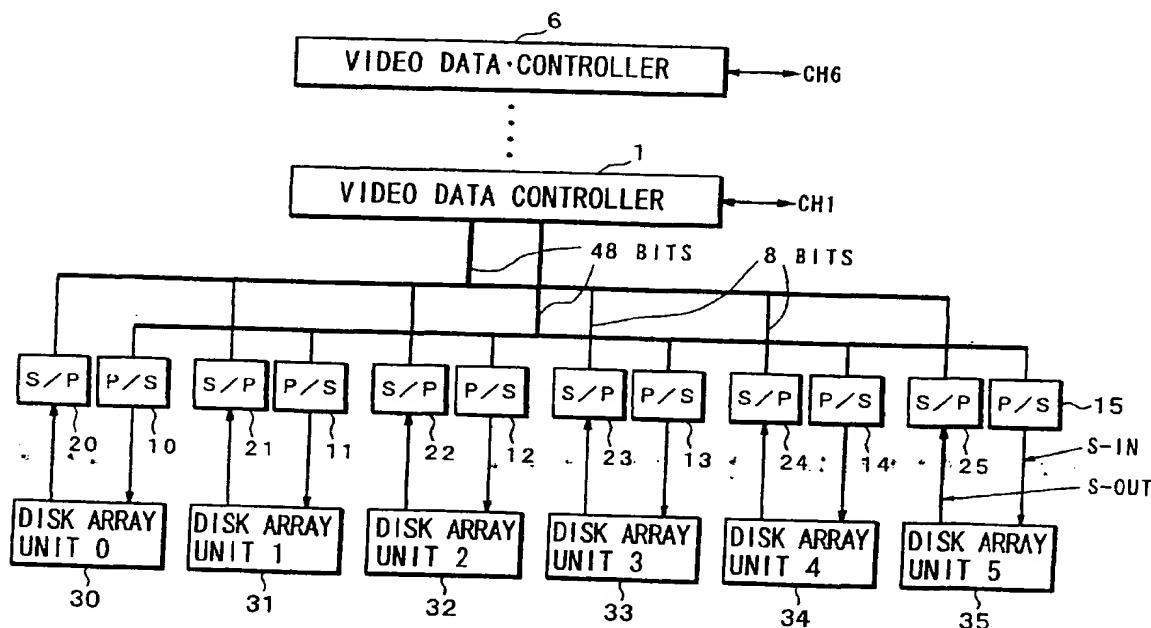 6
VIDEO DATA·CONTROLLER
CH6
1
VIDEO DATA CONTROLLER
CH1
48 BITS
8 BITS
S/P
P/S
S/P
P/S
S/P
P/S
S/P
P/S
S/P
P/S
S/P
P/S
15
20
10
21
11
22
12
23
13
24
14
25
S-IN
S-OUT
DISK ARRAY
UNIT 0
DISK ARRAY
UNIT 1
DISK ARRAY
UNIT 2
DISK ARRAY
UNIT 3
DISK ARRAY
UNIT 4
DISK ARRAY
UNIT 5
30
31
32
33
34
35